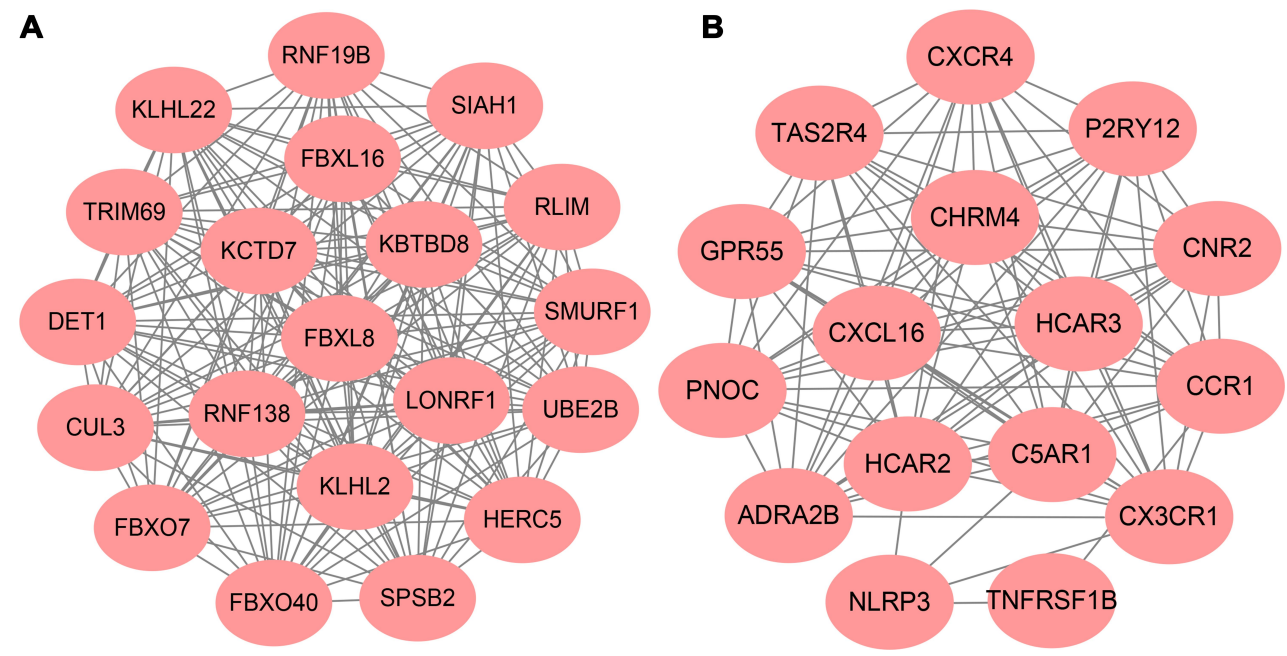 A
RNF19B
KLHL22
SIAH1
FBXL16
TRIM69
RLIM
KCTD7
KBTBD8
DET1
SMURF1
FBXL8
CUL3
RNF138
LONRF1
UBE2B
KLHL2
FBXO7
HERC5
FBXO40
SPSB2
B
CXCR4
TAS2R4
P2RY12
CHRM4
GPR55
CNR2
CXCL16
HCAR3
PNOC
CCR1
HCAR2
C5AR1
ADRA2B
CX3CR1
NLRP3
TNFRSF1B